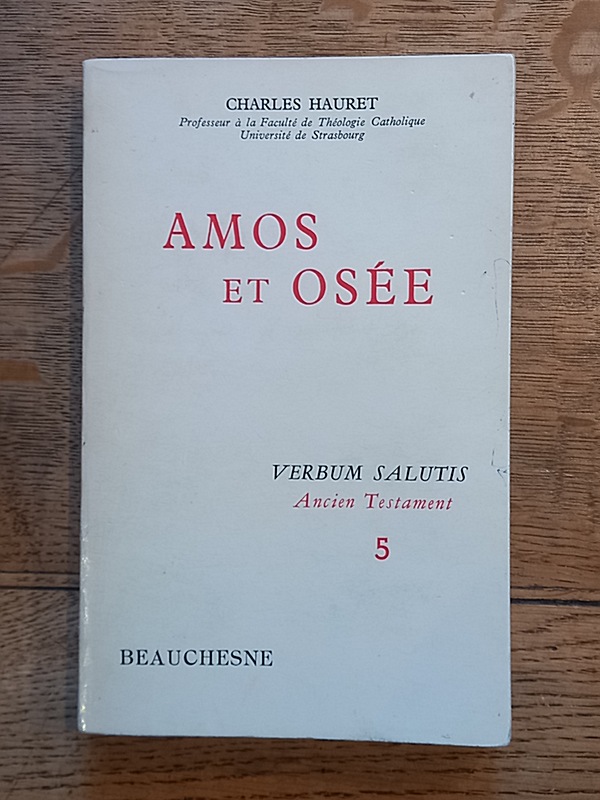 CHARLES HAURET
Professeur à la Faculté de Théologie Catholique
Université de Strasbourg
AMOS
ET OSÉE
VERBUM SALUTIS
Ancien Testament
5
BEAUCHESNE